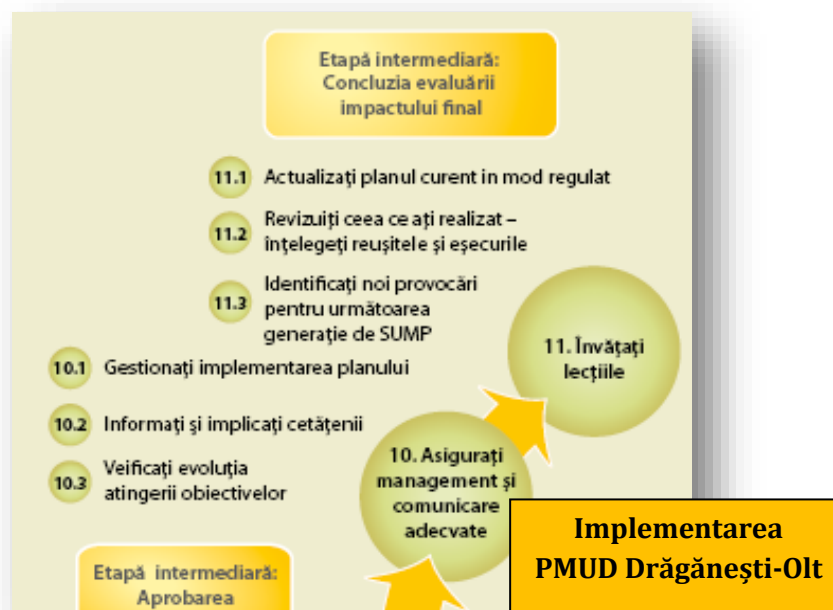 Etapă intermediară:
Concluzia evaluării
impactului final
11.1 Actualizați planul curent in mod regulat
11.2 Revizuiți ceea ce ați realizat –
înțelegeți reușitele și eșecurile
11.3 Identificați noi provocări
pentru următoarea
generație de SUMP
11. Învățați
lecțiile
10.1 Gestionați implementarea planului
10.2 Informați și implicați cetățenii
10.3 Veificați evoluția
atingerii obiectivelor
10. Asigurați
management și
comunicare
adecvate
Implementarea
PMUD Drăgănești-Olt
Etapă intermediară:
Aprobarea